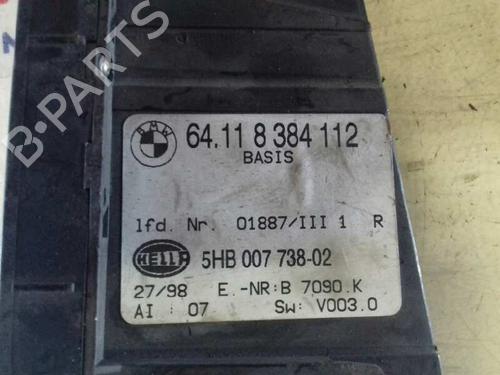 B-PARTS
BMW
64.11 8 384 112
BASIS
lfd. Nr. 01887/III 1 R
HELLA
5HB 007 738-02
27/98 E.-NR:B 7090.K
AI : 07 SW: V003.0